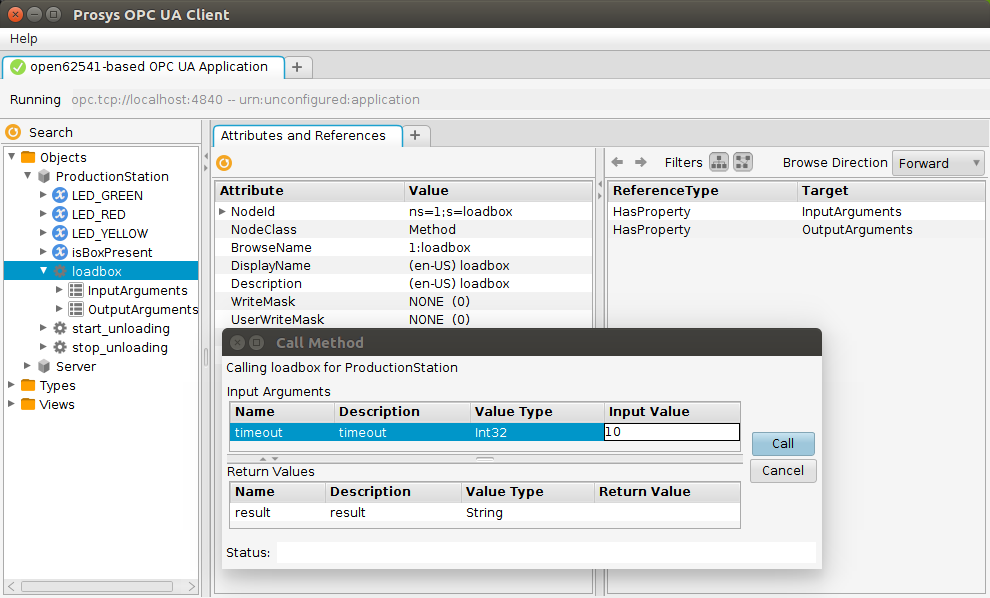 Prosys OPC UA Client
Help
open62541-based OPC UA Application +
Running opc.tcp://localhost:4840 -- urn:unconfigured:application
Search
Objects
ProductionStation
LED_GREEN
LED_RED
LED_YELLOW
isBoxPresent
loadbox
InputArguments
OutputArguments
start_unloading
stop_unloading
Server
Types
Views
Attributes and References +
Attribute Value
NodeId ns=1;s=loadbox
NodeClass Method
BrowseName 1:loadbox
DisplayName (en-US) loadbox
Description (en-US) loadbox
WriteMask NONE (0)
UserWriteMask NONE (0)
Filters Browse Direction Forward
ReferenceType Target
HasProperty InputArguments
HasProperty OutputArguments
Call Method
Calling loadbox for ProductionStation
Input Arguments
Name Description Value Type Input Value
timeout timeout Int32 10
Call
Cancel
Return Values
Name Description Value Type Return Value
result result String
Status: